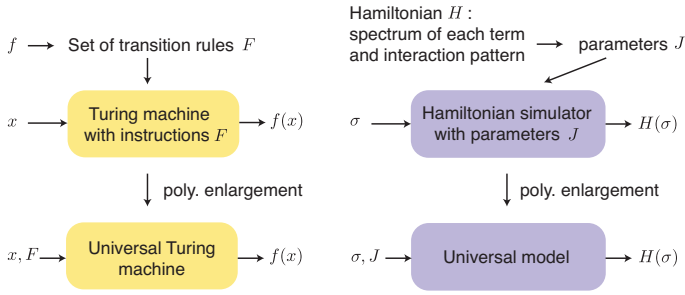 f
Set of transition rules F
x
Turing machine
with instructions F
f(x)
poly. enlargement
x, F
Universal Turing
machine
f(x)
Hamiltonian H :
spectrum of each term
and interaction pattern
parameters J
σ
Hamiltonian simulator
with parameters J
H(σ)
poly. enlargement
σ, J
Universal model
H(σ)